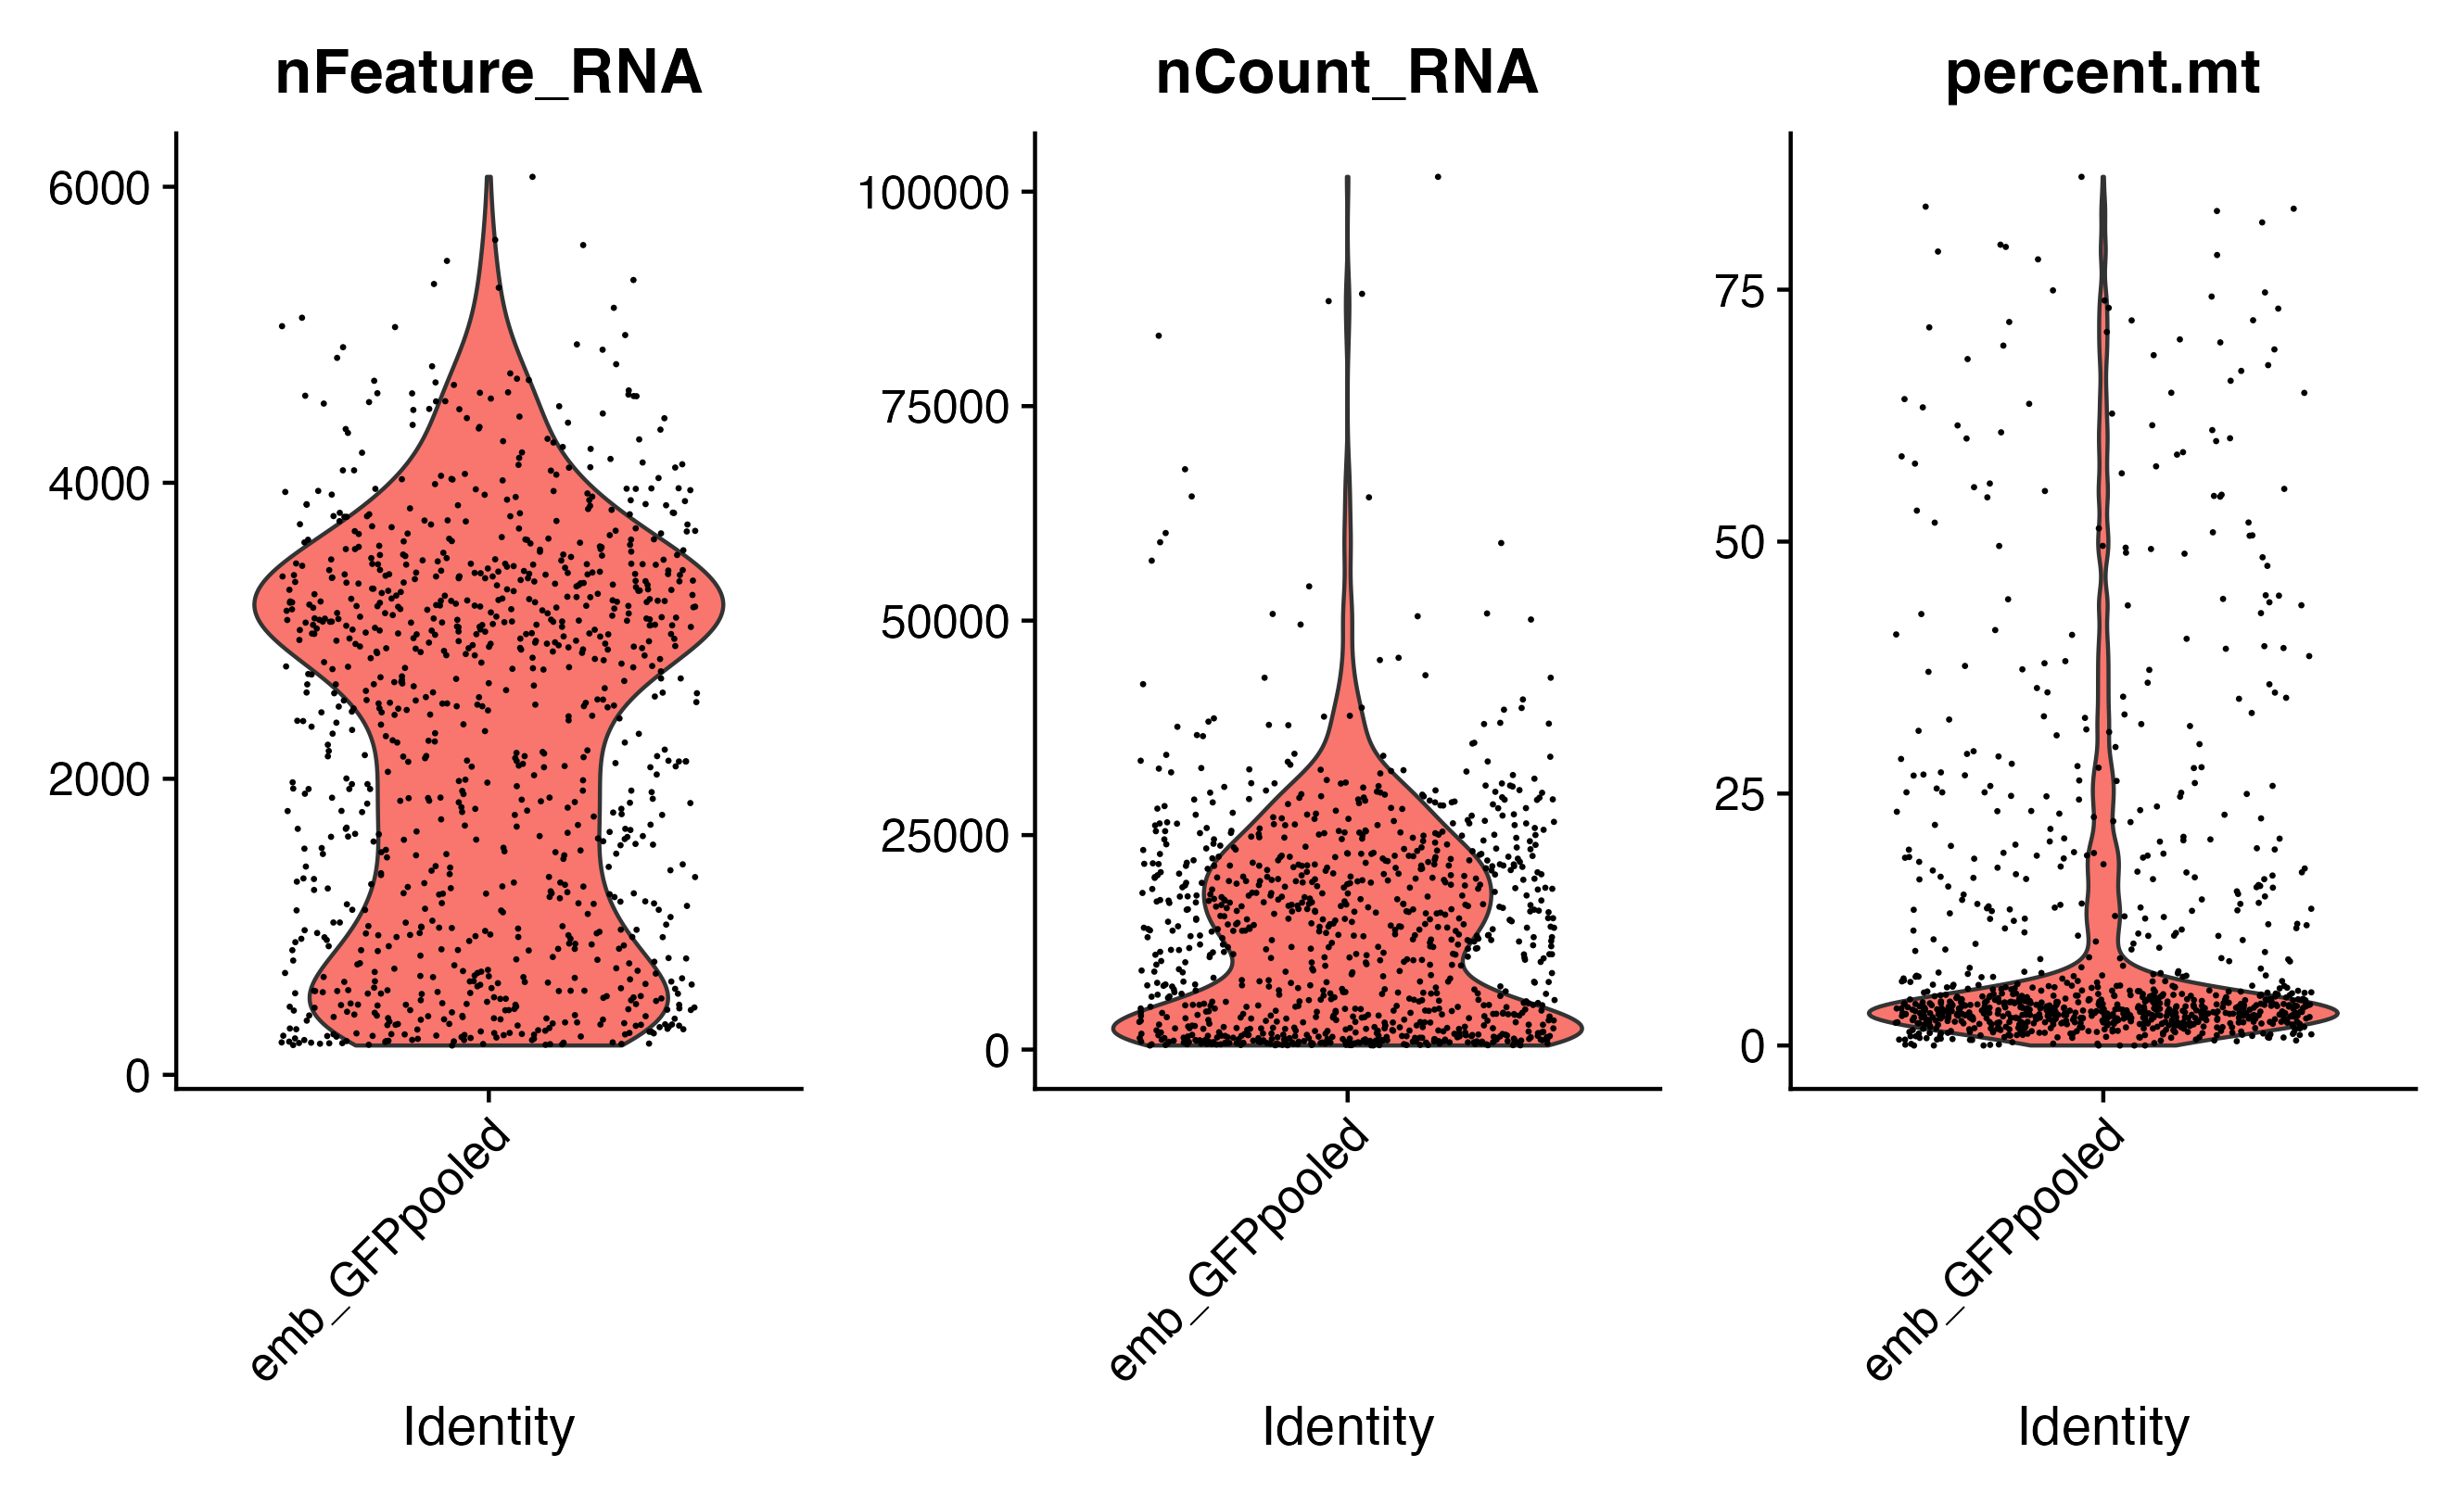 nFeature_RNA
6000
4000
2000
0
emb_GFPpooled
Identity
nCount_RNA
100000
75000
50000
25000
0
emb_GFPpooled
Identity
percent.mt
75
50
25
0
emb_GFPpooled
Identity